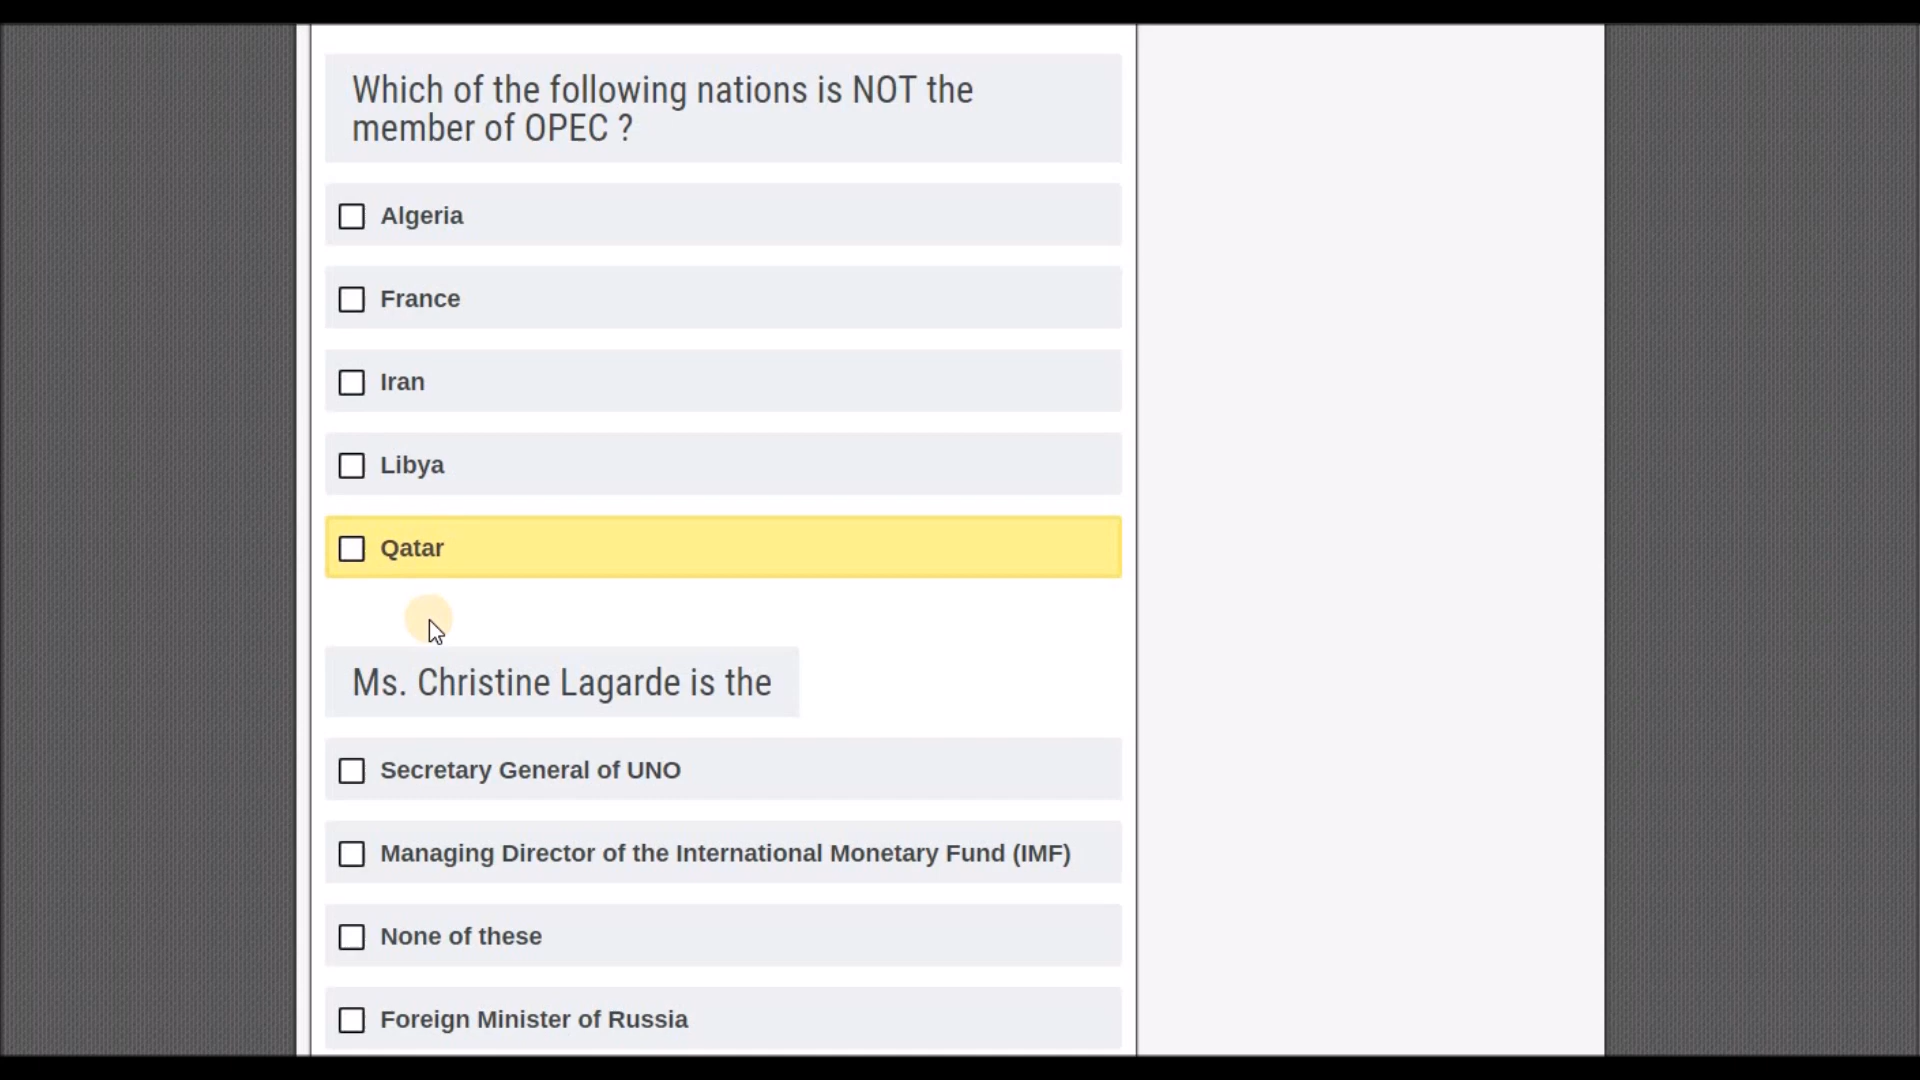 Which of the following nations is NOT the
member of OPEC ?
Algeria
France
Iran
Libya
Qatar
Ms. Christine Lagarde is the
Secretary General of UNO
Managing Director of the International Monetary Fund (IMF)
None of these
Foreign Minister of Russia